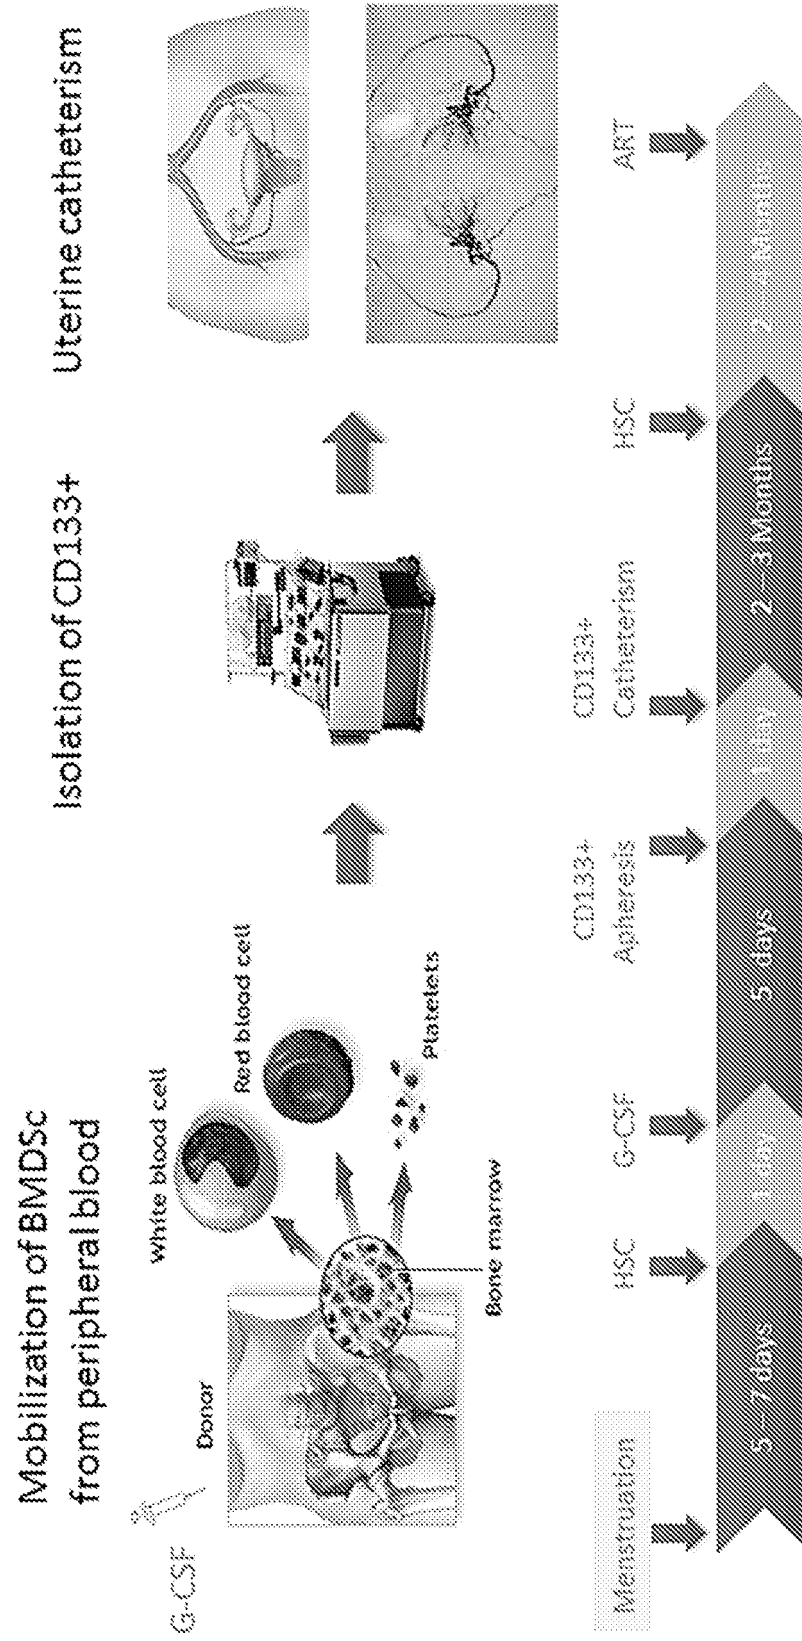 Mobilization of BMDSc
from peripheral blood
Isolation of CD133+
Uterine catheterism
G-CSF
Donor
White blood cell
Red blood cell
Platelets
Bone marrow
Menstruation
HSC
G-CSF
CD133+
Apheresis
CD133+
Catheterism
HSC
ART
5 – 7 days
1 day
5 days
1 day
2 – 3 Months
Months